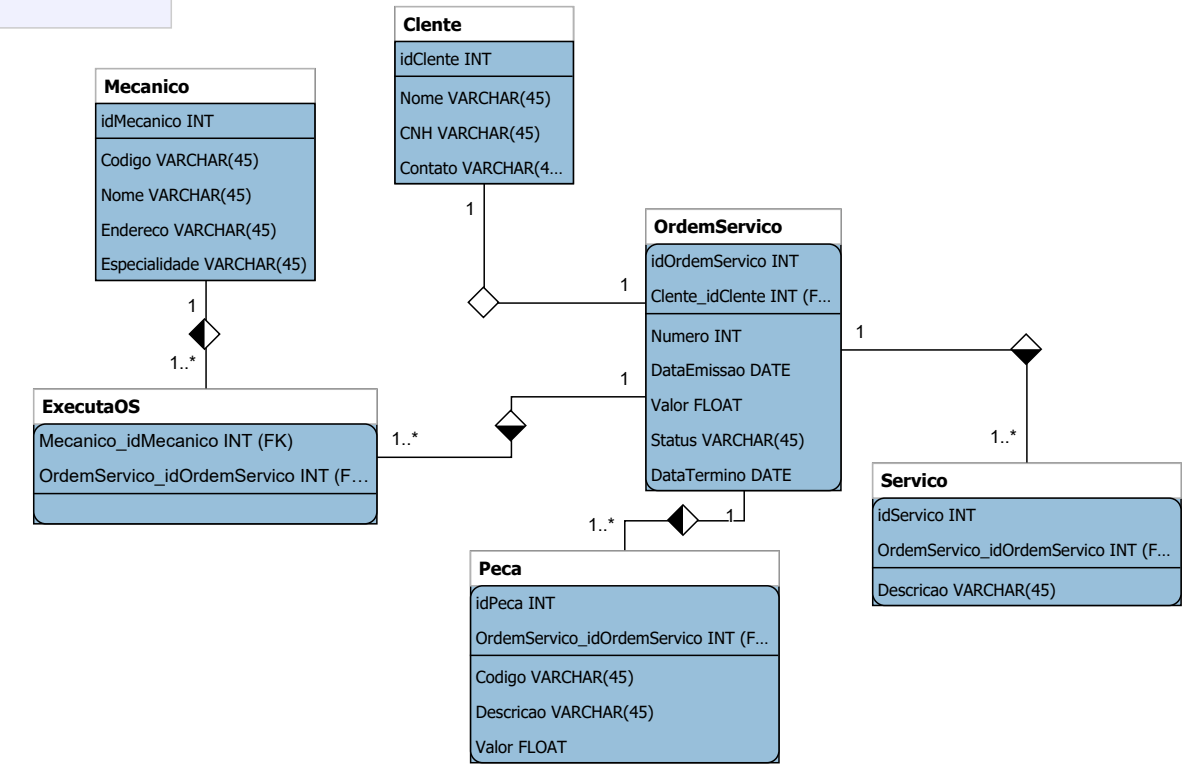 Clente
idClente INT
Nome VARCHAR(45)
CNH VARCHAR(45)
Contato VARCHAR(4...
Mecanico
idMecanico INT
Codigo VARCHAR(45)
Nome VARCHAR(45)
Endereco VARCHAR(45)
Especialidade VARCHAR(45)
1
1
OrdemServico
idOrdemServico INT
Clente_idClente INT (F...
Numero INT
DataEmissao DATE
Valor FLOAT
Status VARCHAR(45)
DataTermino DATE
1
1..*
1
1
1..*
ExecutaOS
Mecanico_idMecanico INT (FK)
OrdemServico_idOrdemServico INT (F...
1..*
1
1..*
Servico
idServico INT
OrdemServico_idOrdemServico INT (F...
Descricao VARCHAR(45)
1..*
1
Peca
idPeca INT
OrdemServico_idOrdemServico INT (F...
Codigo VARCHAR(45)
Descricao VARCHAR(45)
Valor FLOAT